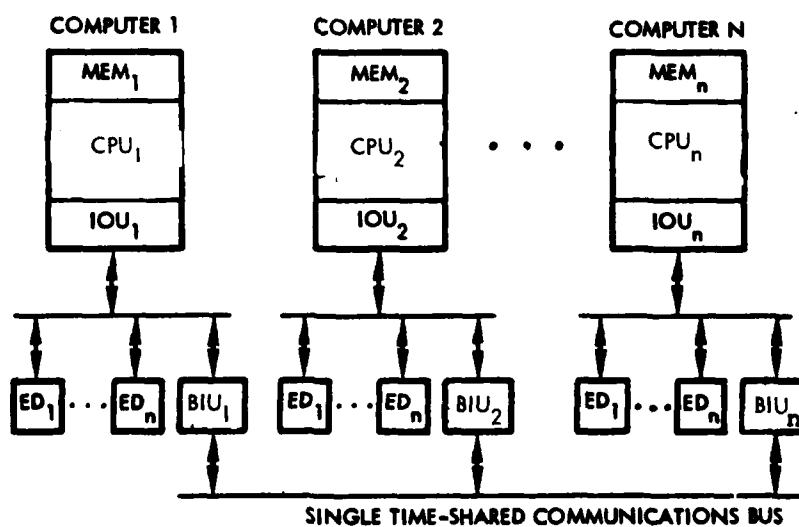 COMPUTER 1 COMPUTER 2 COMPUTER N
MEM1 MEM2 MEMn
CPU1 CPU2 • • • CPUn
IOU1 IOU2 IOUn
ED1 ... EDn BIU1 ED1 ... EDn BIU2 ED1 ... EDn BIUn
SINGLE TIME-SHARED COMMUNICATIONS BUS